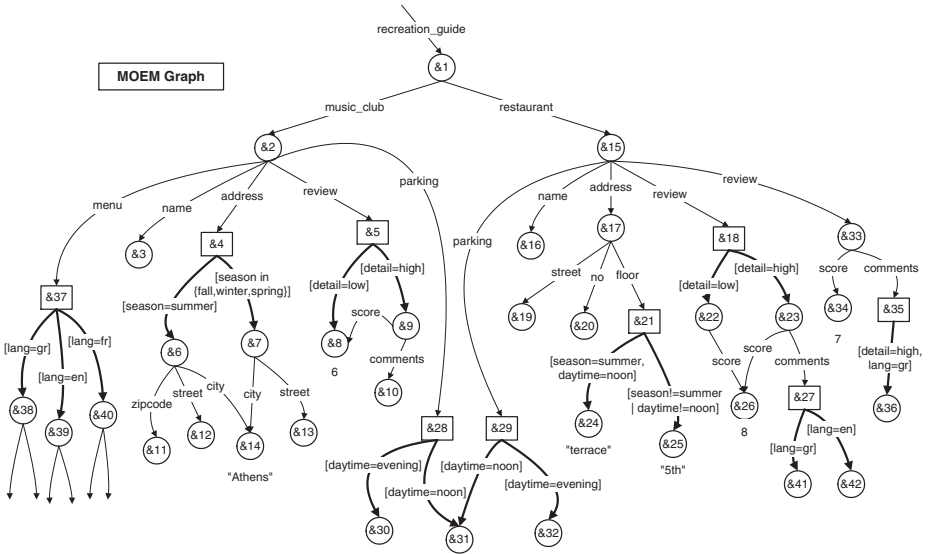 recreation_guide
&1
MOEM Graph
music_club
restaurant
&2
&15
menu
name
address
review
parking
parking
name
address
review
review
&3
&4
&5
&16
&17
&18
&33
[season=summer]
[season in
{fall,winter,spring}]
[detail=low]
[detail=high]
street
no
floor
[detail=low]
[detail=high]
score
comments
&37
[lang=gr]
[lang=en]
[lang=fr]
&6
&7
&8
6
score
&9
comments
&10
&19
&20
&21
&22
&23
&34
7
&35
[season=summer,
daytime=noon]
[season!=summer
| daytime!=noon]
score
score
comments
[detail=high,
lang=gr]
&38
&39
&40
zipcode
street
city
city
street
&11
&12
&14
"Athens"
&13
&28
&29
&24
"terrace"
&25
"5th"
&26
8
&27
&36
[daytime=evening]
[daytime=noon]
[daytime=noon]
[daytime=evening]
[lang=gr]
[lang=en]
&30
&31
&32
&41
&42